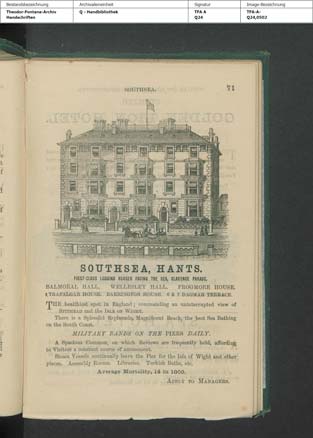 Bestandsbezeichnung Archivalieneinheit Signatur Image-Bezeichnung
Theodor-Fontane-Archiv Q - Handbibliothek TFA A TFA-A-
Handschriften Q24 Q24,0502
SOUTHSEA. 71
SOUTHSEA, HANTS.
FIRST-CLASS LODGING HOUSES FACING THE SEA, CLARENCE PARADE.
BALMORAL HALL. WELLESLEY HALL. FROGMORE HOUSE.
4 TRAFALGAR HOUSE. BARRINGTON HOUSE. 6 & 7 DAGMAR TERRACE.
THE healthiest spot in England; commanding an uninterrupted view of
SPITHEAD and the ISLE OF WIGHT.
There is a Splendid Esplanade, Magnificent Beach, the best Sea Bathing
on the South Coast.
MILITARY BANDS ON THE PIERS DAILY.
A Spacious Common, on which Reviews are frequently held, affording
to Visitors a constant source of amusement.
Steam Vessels continually leave the Pier for the Isle of Wight and other
places. Assembly Rooms. Libraries. Turkish Baths, etc.
Average Mortality, 14 in 1000.
APPLY TO MANAGERS.